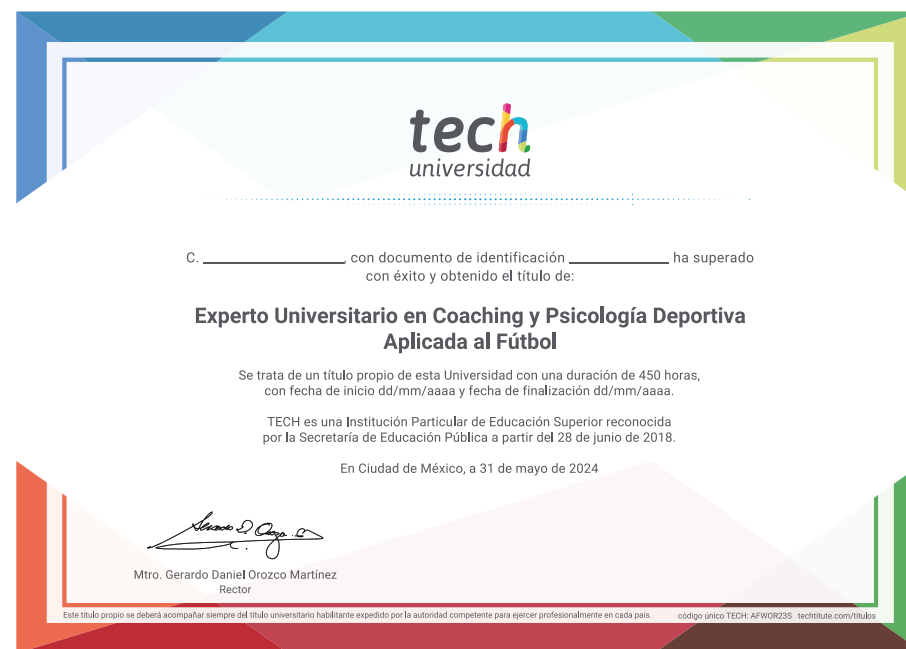 tech
universidad
C. ____________, con documento de identificación ____________ ha superado
con éxito y obtenido el título de:
Experto Universitario en Coaching y Psicología Deportiva
Aplicada al Fútbol
Se trata de un título propio de esta Universidad con una duración de 450 horas,
con fecha de inicio dd/mm/aaaa y fecha de finalización dd/mm/aaaa.
TECH es una Institución Particular de Educación Superior reconocida
por la Secretaría de Educación Pública a partir del 28 de junio de 2018.
En Ciudad de México, a 31 de mayo de 2024
Mtro. Gerardo Daniel Orozco Martínez
Rector
Este título propio se deberá acompañar siempre del título universitario habilitante expedido por la autoridad competente para ejercer profesionalmente en cada país. código único TECH: AFWOR23S techtitute.com/titulos